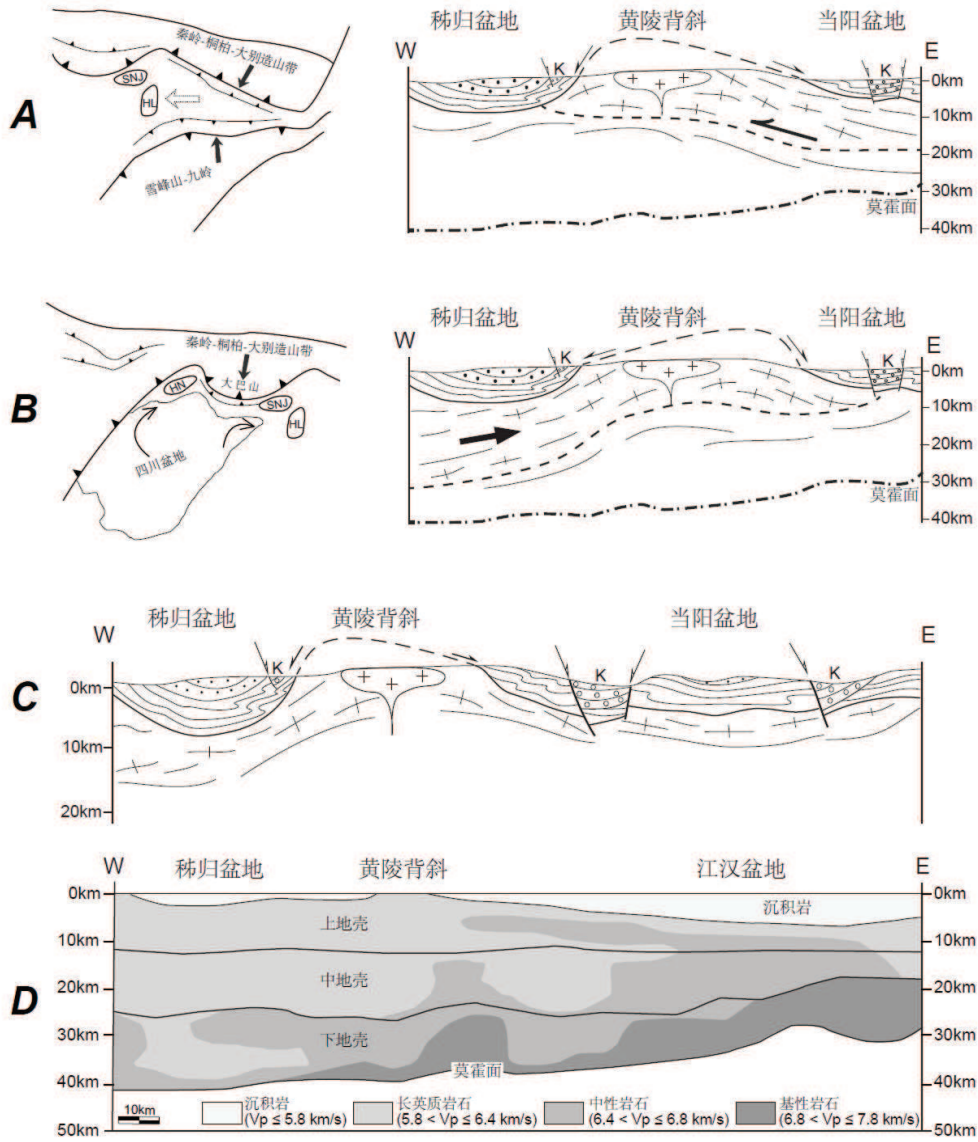 A
秦岭-桐柏-大别造山带
SNJ
HL
雪峰山-九岭
秭归盆地 黄陵背斜 当阳盆地
W E
K K
0km
10km
20km
30km
莫霍面
40km
B
秦岭-桐柏-大别造山带
大巴山
HN
SNJ
HL
四川盆地
秭归盆地 黄陵背斜 当阳盆地
W E
K K
0km
10km
20km
30km
莫霍面
40km
C
秭归盆地 黄陵背斜 当阳盆地
W E
K K K
0km
10km
20km
D
秭归盆地 黄陵背斜 江汉盆地
W E
0km 沉积岩 0km
上地壳
10km 10km
中地壳
20km 20km
30km 下地壳 30km
莫霍面
40km 40km
10km
沉积岩 长英质岩石 中性岩石 基性岩石
(Vp ≤ 5.8 km/s) (5.8 < Vp ≤ 6.4 km/s) (6.4 < Vp ≤ 6.8 km/s) (6.8 < Vp ≤ 7.8 km/s)
50km 50km